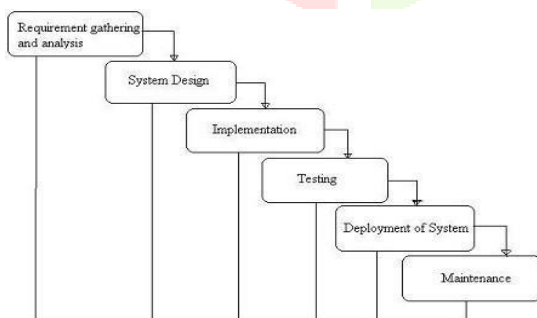 Requirement gathering
and analysis
System Design
Implementation
Testing
Deployment of System
Maintenance